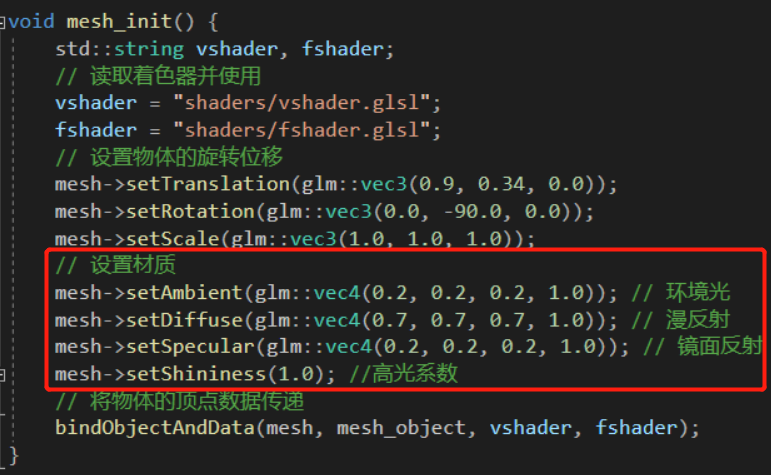 void mesh_init() {
    std::string vshader, fshader;
    // 读取着色器并使用
    vshader = "shaders/vshader.glsl";
    fshader = "shaders/fshader.glsl";
    // 设置物体的旋转位移
    mesh->setTranslation(glm::vec3(0.9, 0.34, 0.0));
    mesh->setRotation(glm::vec3(0.0, -90.0, 0.0));
    mesh->setScale(glm::vec3(1.0, 1.0, 1.0));
    // 设置材质
    mesh->setAmbient(glm::vec4(0.2, 0.2, 0.2, 1.0)); // 环境光
    mesh->setDiffuse(glm::vec4(0.7, 0.7, 0.7, 1.0)); // 漫反射
    mesh->setSpecular(glm::vec4(0.2, 0.2, 0.2, 1.0)); // 镜面反射
    mesh->setShininess(1.0); //高光系数
    // 将物体的顶点数据传递
    bindObjectAndData(mesh, mesh_object, vshader, fshader);
}